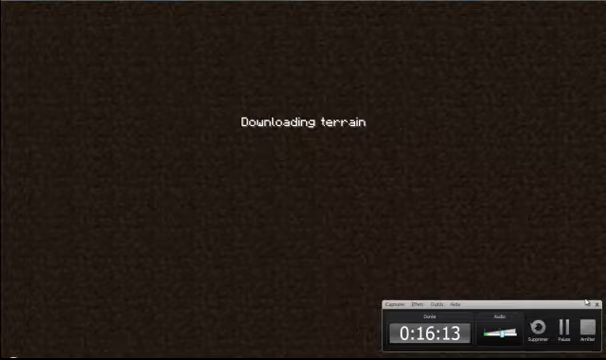 Downloading terrain
Capturer Effets Outils Aide
Durée Audio
0:16:13
Supprimer Pause Arrêter